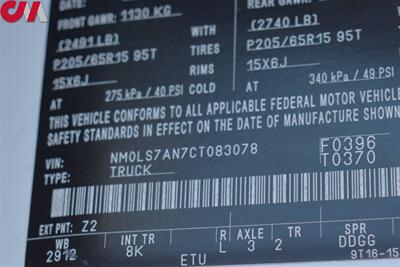 CJA
DATE:
FRONT GAWR: 1130 KG
REAR GAWR:
(2491 LB) WITH (2740 LB)
P205/65R15 95T TIRES P205/65R15 95T
15X6J RIMS 15X6J
AT 275 kPa / 40 PSI COLD AT 340 kPa / 49 PSI
THIS VEHICLE CONFORMS TO ALL APPLICABLE FEDERAL MOTOR VEHICLE
SAFETY STANDARDS IN EFFECT ON THE DATE OF MANUFACTURE SHOWN
VIN: NM0LS7AN7CT083078 F0396
TYPE: TRUCK T0370
EXT PNT: Z2
WB INT TR R AXLE TR SPR
2912 8K L 3 2 DDGG
ETU 9T16-15